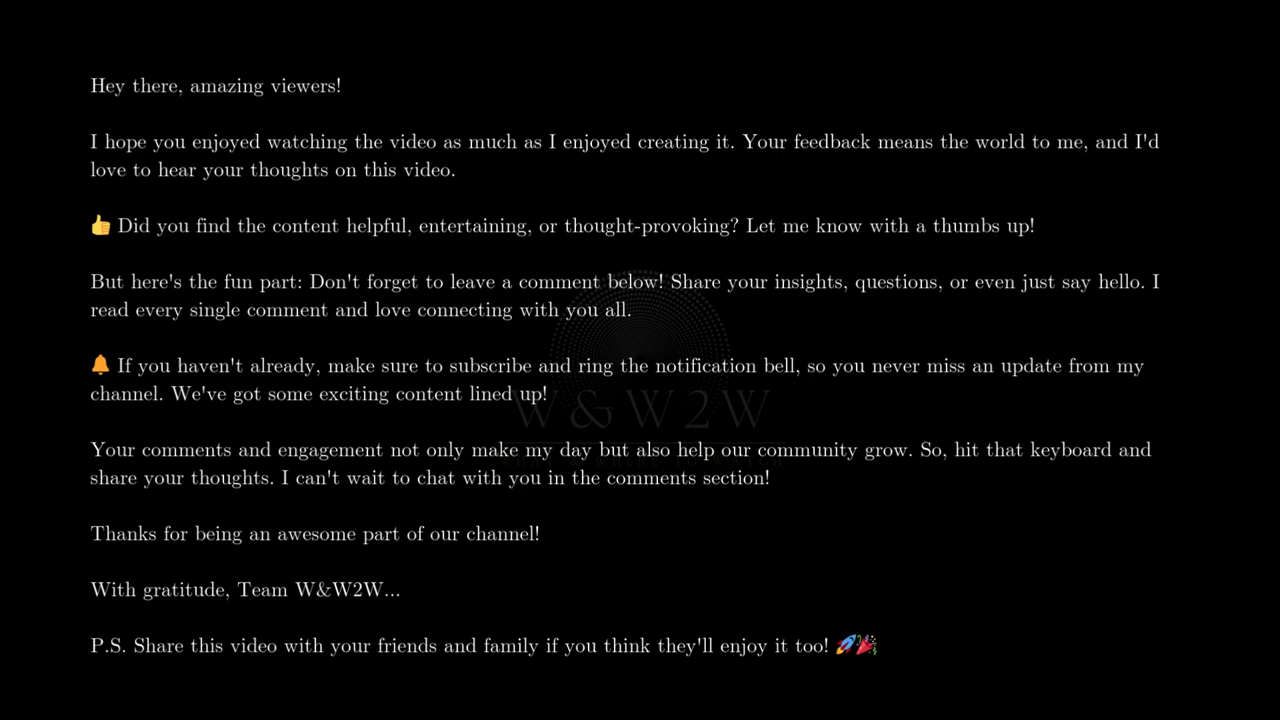 Hey there, amazing viewers!
I hope you enjoyed watching the video as much as I enjoyed creating it. Your feedback means the world to me, and I'd
love to hear your thoughts on this video.
👍 Did you find the content helpful, entertaining, or thought-provoking? Let me know with a thumbs up!
But here's the fun part: Don't forget to leave a comment below! Share your insights, questions, or even just say hello. I
read every single comment and love connecting with you all.
🔔 If you haven't already, make sure to subscribe and ring the notification bell, so you never miss an update from my
channel. We've got some exciting content lined up!
W&W2W
Your comments and engagement not only make my day but also help our community grow. So, hit that keyboard and
share your thoughts. I can't wait to chat with you in the comments section!
Thanks for being an awesome part of our channel!
With gratitude, Team W&W2W...
P.S. Share this video with your friends and family if you think they'll enjoy it too! 🚀🎉